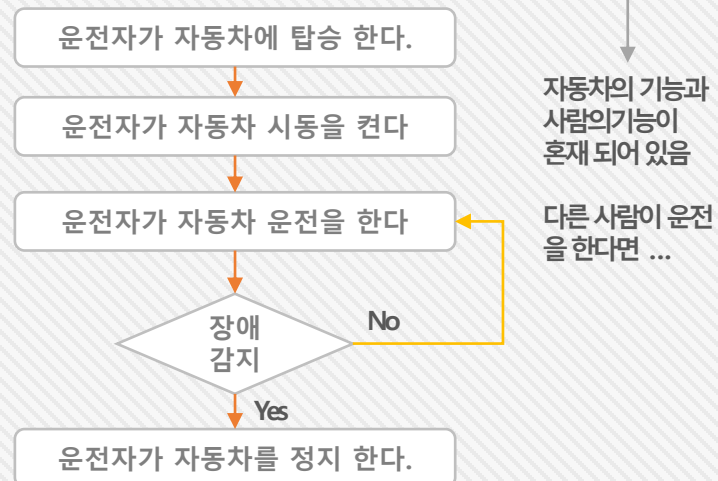 운전자가 자동차에 탑승 한다.
운전자가 자동차 시동을 켠다
운전자가 자동차 운전을 한다
장애
감지
No
Yes
운전자가 자동차를 정지 한다.
자동차의 기능과
사람의기능이
혼재 되어 있음
다른 사람이 운전
을 한다면 ...